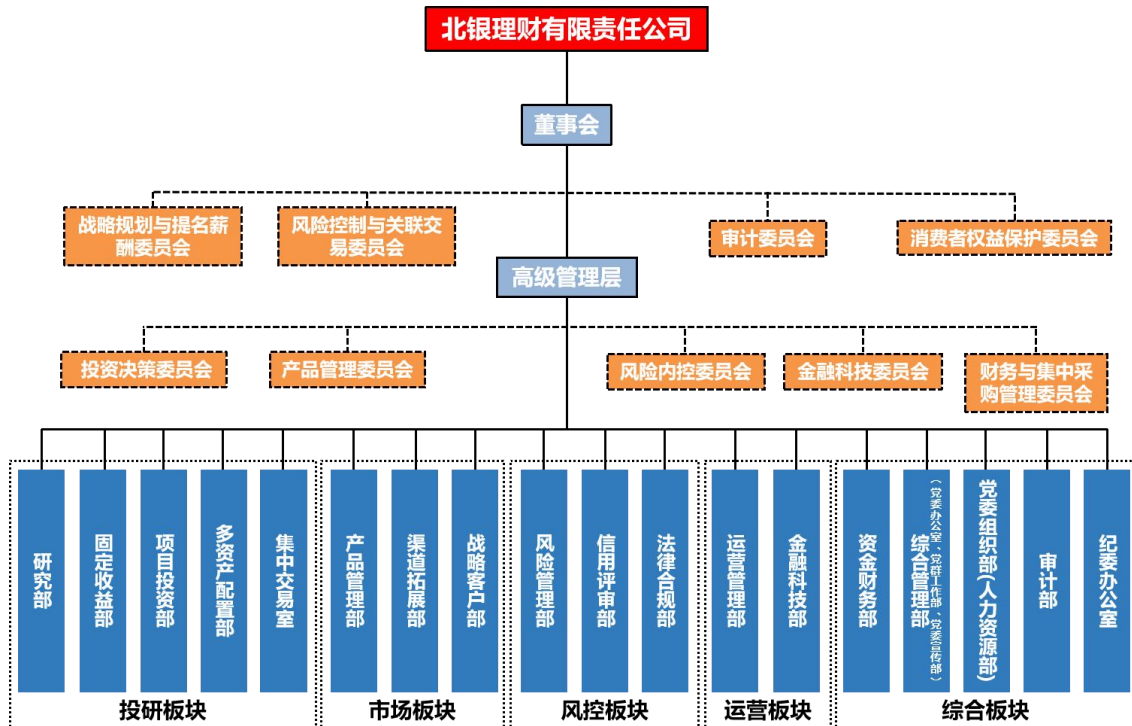 北银理财有限责任公司
董事会
战略规划与提名薪
酬委员会
风险控制与关联交
易委员会
审计委员会
消费者权益保护委员会
高级管理层
投资决策委员会
产品管理委员会
风险内控委员会
金融科技委员会
财务与集中采
购管理委员会
研究部
固定收益部
项目投资部
多资产配置部
集中交易室
产品管理部
渠道拓展部
战略客户部
风险管理部
信用评审部
法律合规部
运营管理部
金融科技部
资金财务部
综合管理部
（党委办公室、党群工作部、党委宣传部）
党委组织部(人力资源部)
审计部
纪委办公室
投研板块
市场板块
风控板块
运营板块
综合板块